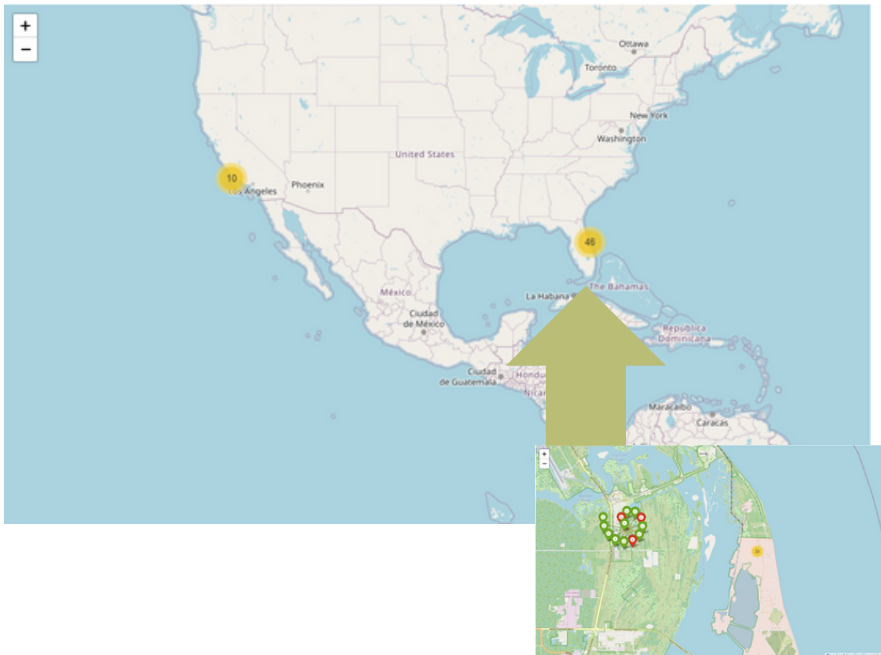 +
−
Ottawa
Toronto
New York
Washington
United States
10
Los Angeles
Phoenix
46
The Bahamas
La Habana
México
Ciudad
de México
República
Dominicana
Ciudad
de Guatemala
Maracaibo
Caracas
+
−